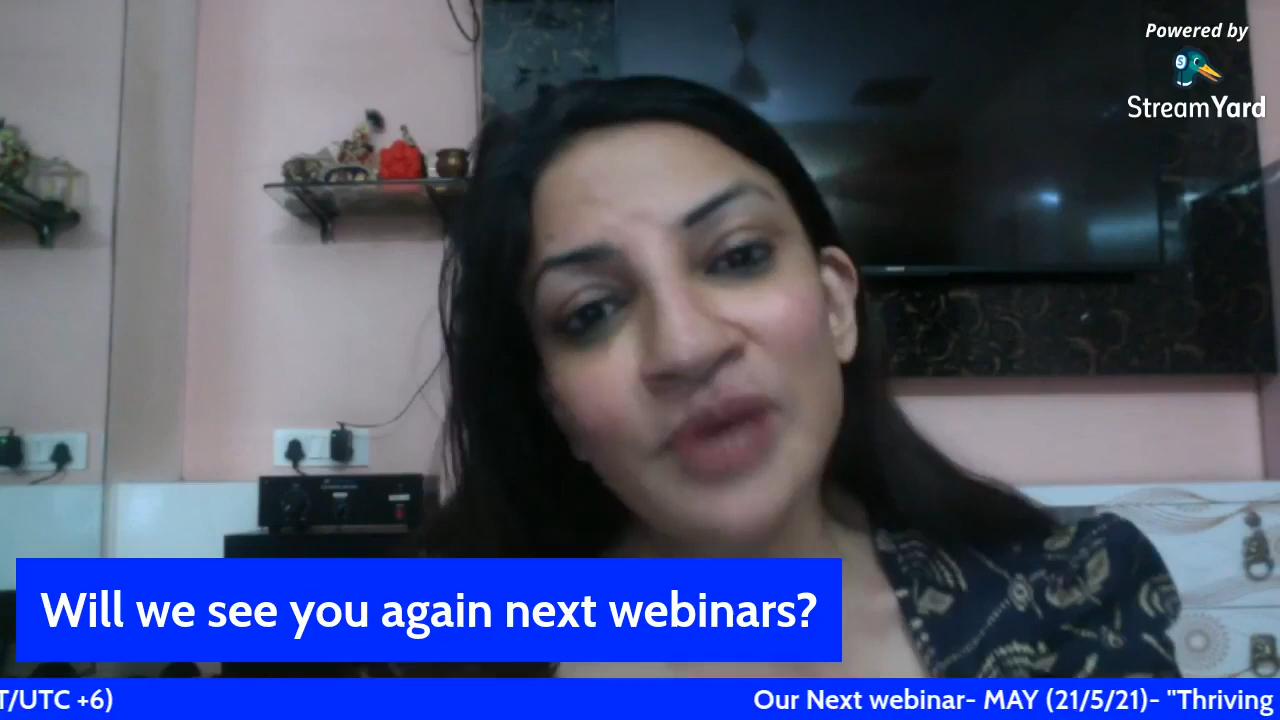 Powered by
StreamYard
Will we see you again next webinars?
T/UTC +6) Our Next webinar- MAY (21/5/21)- "Thriving